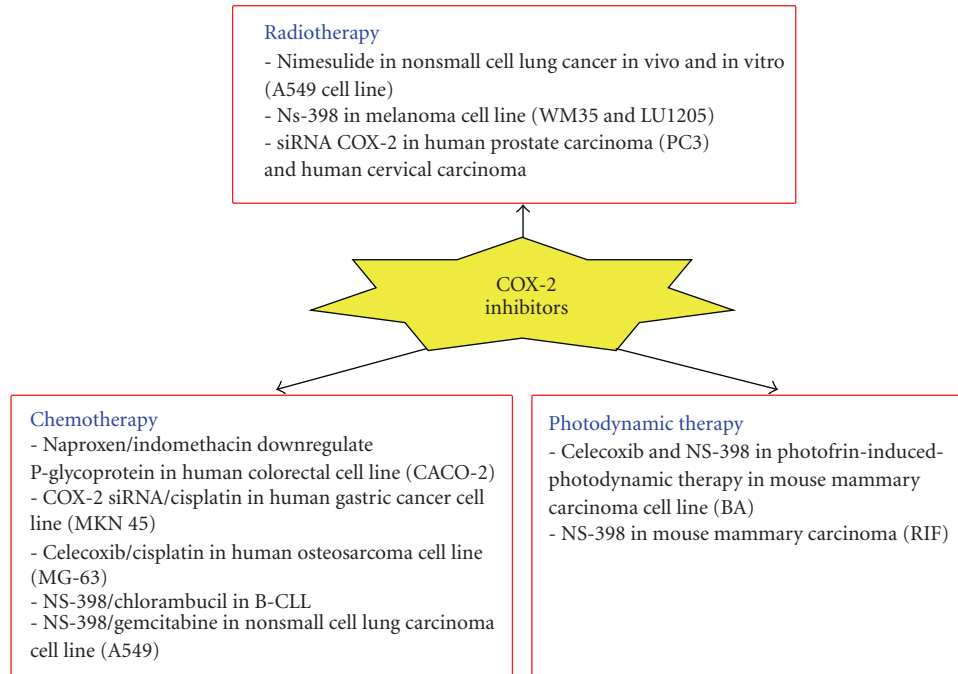 Radiotherapy
- Nimesulide in nonsmall cell lung cancer in vivo and in vitro
(A549 cell line)
- Ns-398 in melanoma cell line (WM35 and LU1205)
- siRNA COX-2 in human prostate carcinoma (PC3)
and human cervical carcinoma
COX-2
inhibitors
Chemotherapy
- Naproxen/indomethacin downregulate
P-glycoprotein in human colorectal cell line (CACO-2)
- COX-2 siRNA/cisplatin in human gastric cancer cell
line (MKN 45)
- Celecoxib/cisplatin in human osteosarcoma cell line
(MG-63)
- NS-398/chlorambucil in B-CLL
- NS-398/gemcitabine in nonsmall cell lung carcinoma
cell line (A549)
Photodynamic therapy
- Celecoxib and NS-398 in photofrin-induced-
photodynamic therapy in mouse mammary
carcinoma cell line (BA)
- NS-398 in mouse mammary carcinoma (RIF)